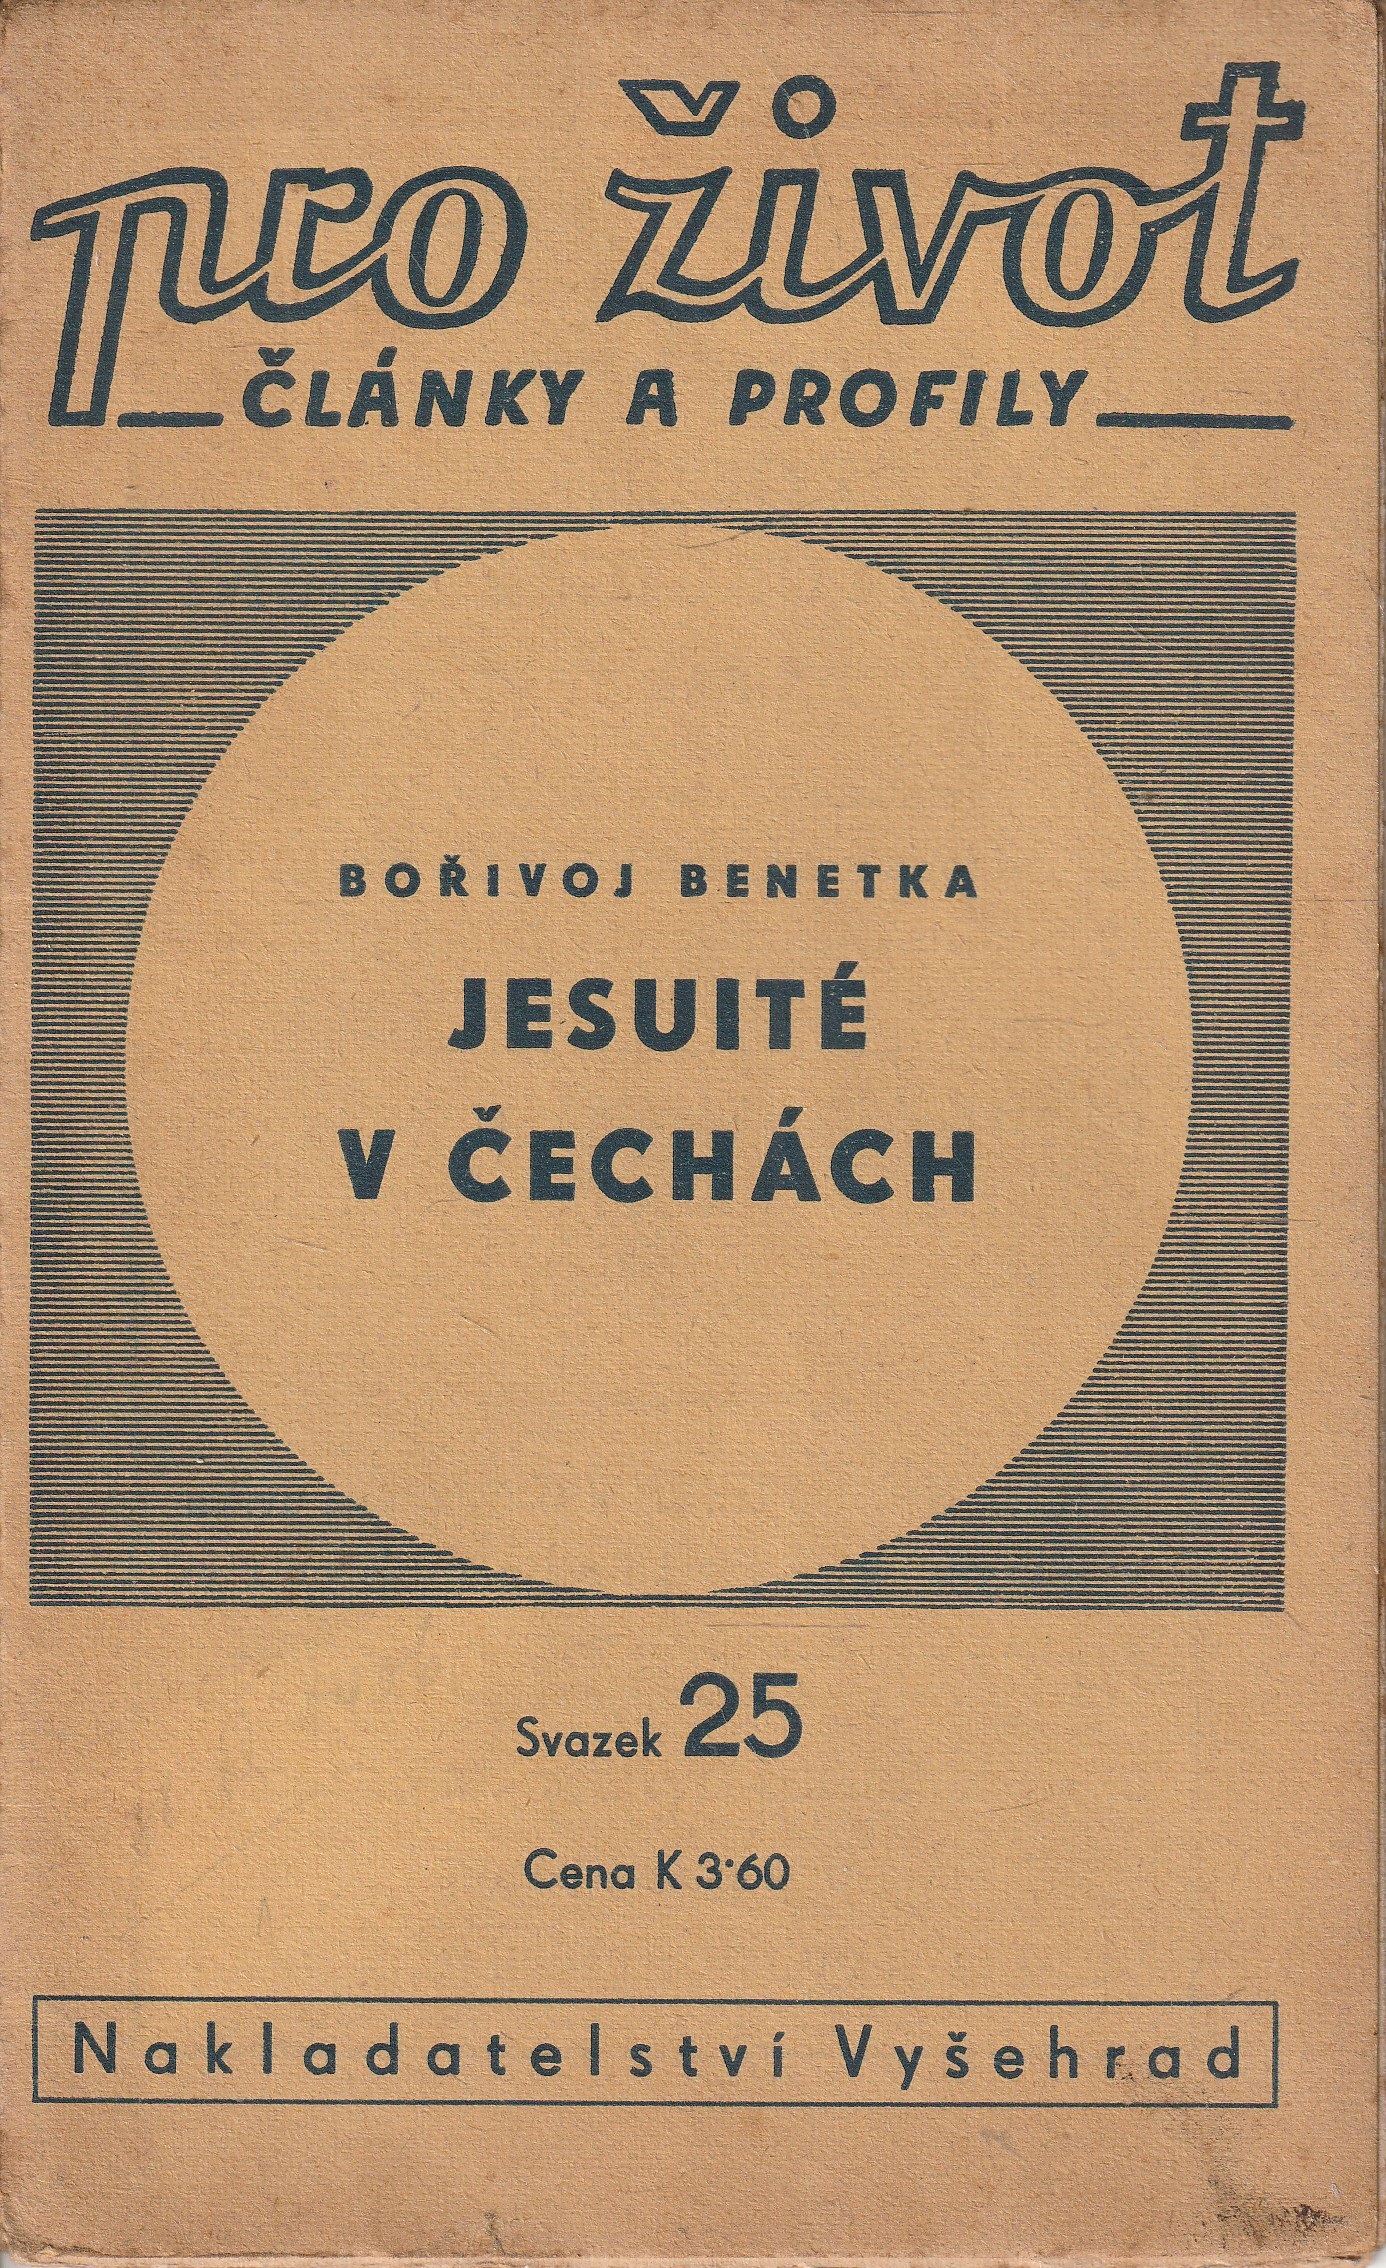 pro život
ČLÁNKY A PROFILY
BOŘIVOJ BENETKA
JESUITÉ
V ČECHÁCH
Svazek 25
Cena K 3·60
Nakladatelství Vyšehrad